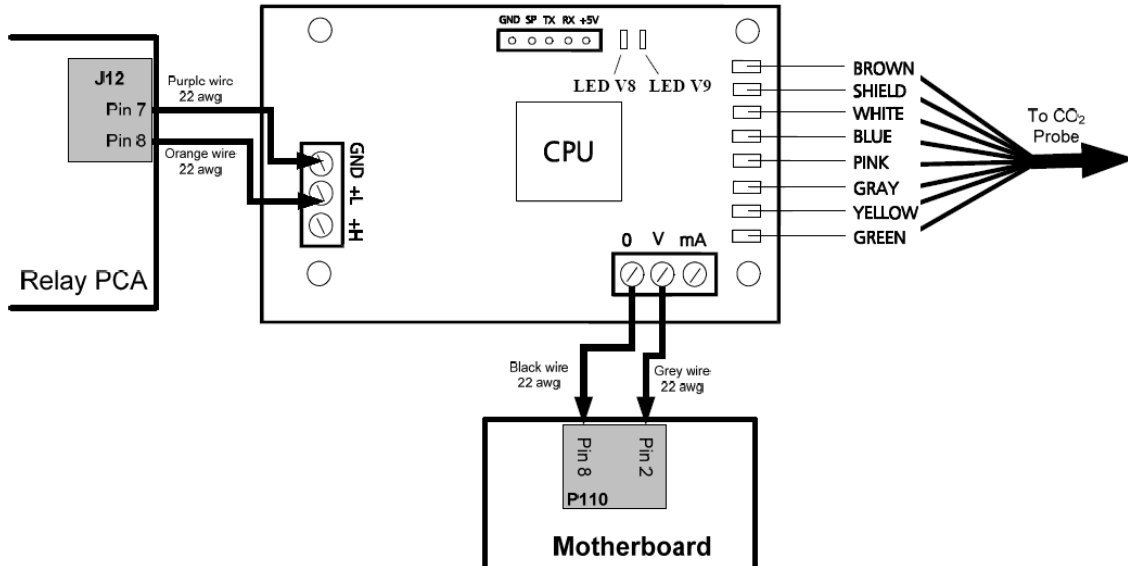 GND SP TX RX +5V
LED V8 LED V9
J12
Pin 7
Pin 8
Purple wire
22 awg
Orange wire
22 awg
Relay PCA
GND
+L
+H
CPU
BROWN
SHIELD
WHITE
BLUE
PINK
GRAY
YELLOW
GREEN
To CO₂
Probe
0 V mA
Black wire
22 awg
Grey wire
22 awg
Pin 8
Pin 2
P110
Motherboard